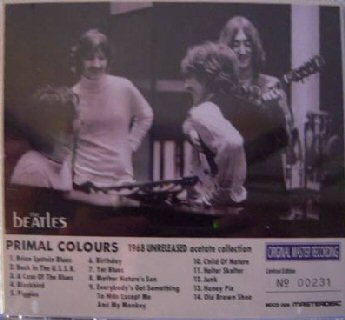 THE BEATLES
PRIMAL COLOURS 1968 UNRELEASED acetate collection
ORIGINAL MASTER RECORDING
1. Brian Epstein Blues
2. Back In The U.S.S.R.
3. A Case Of The Blues
4. Blackbird
5. Piggies
6. Birthday
7. Yer Blues
8. Mother Nature's Son
9. Everybody's Got Something
To Hide Except Me
And My Monkey
10. Child Of Nature
11. Helter Skelter
12. Junk
13. Honey Pie
14. Old Brown Shoe
Limited Edition
Nº 00231
MASTERDISC